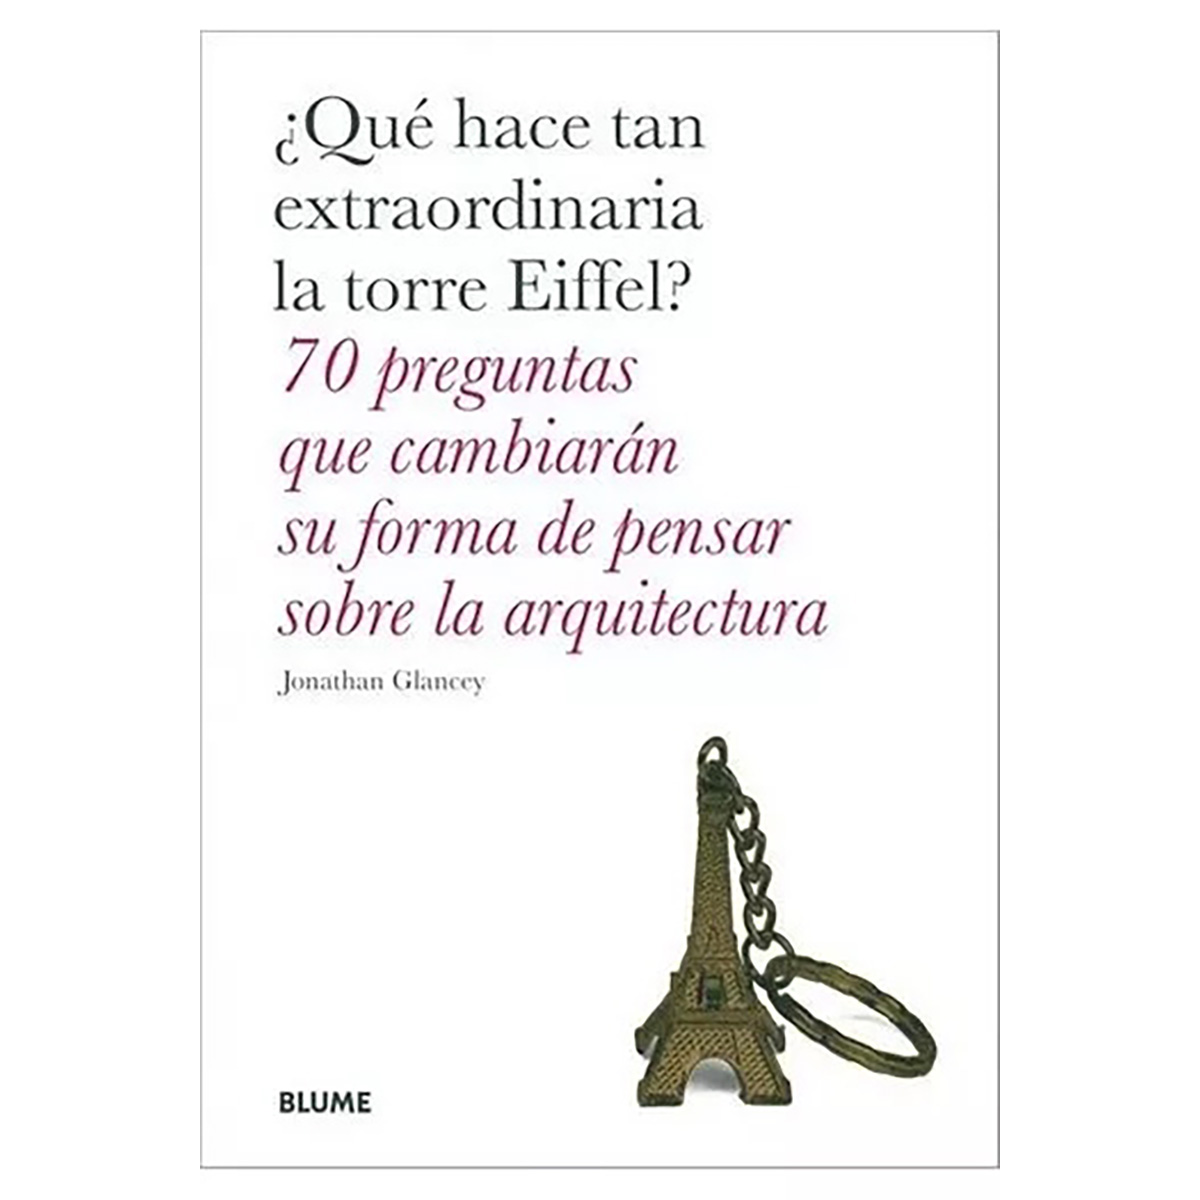 ¿Qué hace tan
extraordinaria
la torre Eiffel?
70 preguntas
que cambiarán
su forma de pensar
sobre la arquitectura
Jonathan Glancey
BLUME